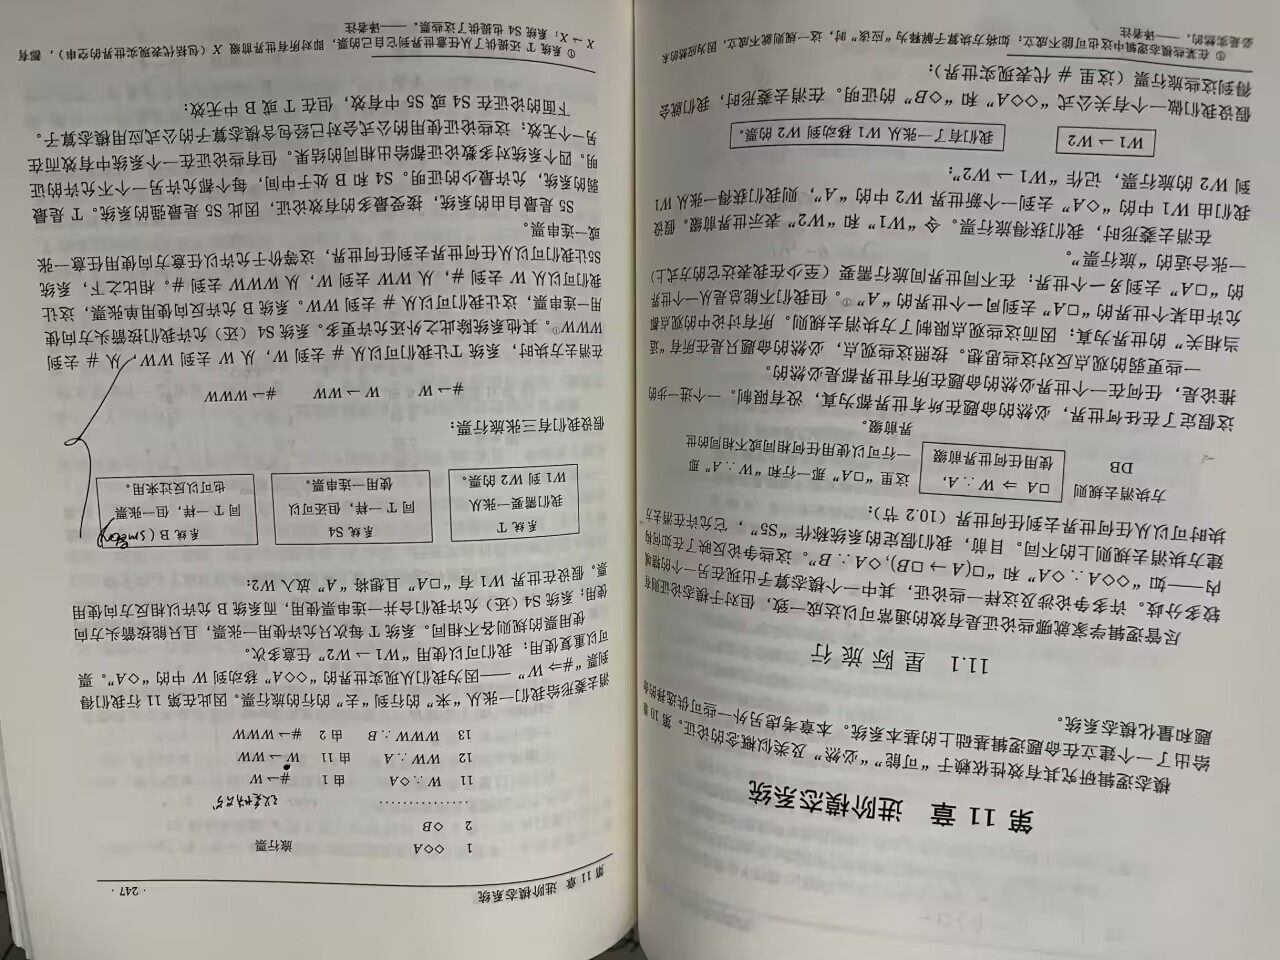 第 11 章　进阶模态系统
模态逻辑研究其有效性依赖于“可能”“必然”及类似概念的论证。第 10 章
给出了一个建立在命题逻辑基础上的基本系统。本章考虑另外一些可供选择的命
题和量化模态系统。
11.1　星 际 旅 行
尽管逻辑学家就哪些论证是有效的通常可以达成一致，但对于模态论证则有
较多分歧。许多争论涉及这样一些论证，其中一个模态算子出现在另一个的辖域
内——如“◇◇A ∴ ◇A”和“□(A → □B), ◇A ∴ B”。这些争论反映了在如何构
建方块消去规则上的不同。目前，我们假定的系统称作“S5”，它允许在消去方
块时可以从任何世界去到任何世界（10.2 节）：
方块消去规则
DB
□A ⇒ W ∴ A,
使用任何世界前缀
这里“□A”那一行和“W ∴ A”那
一行可以使用任何相同或不相同的世
界前缀。
这假定了在任何世界，必然的命题在所有世界都为真，没有限制。一个进一步的
推论是，任何在一个世界必然的命题在所有世界都是必然的。
一些更弱的观点反对这些思想。按照这些观点，必然的命题只是在所有“适
当相关”的世界为真；因而这些观点限制了方块消去规则。所有讨论中的观点都
允许由某个世界的“□A”去到同一个世界的“A”①。但我们不能总是从一个世界
的“□A”去到另一个世界；在不同世界间旅行需要（至少在我表达它的方式上）
一张合适的“旅行票”。
在消去菱形时，我们获得旅行票。令“W1”和“W2”表示世界前缀。假设
我们由 W1 中的“◇A”去到一个新世界 W2 中的“A”，则我们获得一张从 W1
到 W2 的旅行票，记作“W1 ⇀ W2”：
W1 ⇀ W2
我们有了一张从 W1 移动到 W2 的票。
假设我们做一个有关公式“◇◇A”和“◇B”的证明。在消去菱形时，我们就会
得到这些旅行票（这里 # 代表现实世界）：
① 在某些模态逻辑中这也可能不成立；如将方块算子解释为“应该”时，这一规则就不成立，因为应然的未
必是实然的。——译者注
第 11 章　进阶模态系统
· 247 ·
1 ◇◇A 旅行票
2 ◇B
……………
11 W ∴ ◇A 由 1 #⇀ W
12 WW ∴ A 由 11 W ⇀ WW
13 WWW ∴ B 由 2 #⇀ WWW
消去菱形给我们一张从“来”的行到“去”的行的旅行票。因此在第 11 行我们得
到票“#⇒ W”——因为我们从现实世界的“◇◇A”移动到 W 中的“◇A”。票
可以重复使用；我们可以使用“W1 ⇀ W2”任意多次。
使用票的规则各不相同。系统 T 每次只允许使用一张票，且只能按箭头方向
使用；系统 S4（还）允许我们合并一连串票使用，而系统 B 允许以相反方向使用
票。假设在世界 W1 有“□A”且想将“A”放入 W2：
系统 T
我们需要一张从
W1 到 W2 的票。
系统 S4
同 T 一样，但还可以
使用一连串票。
系统 B
同 T 一样，但一张票
也可以反过来用。
假设我们有三张旅行票：
#⇀ W　W ⇀ WW　#⇀ WWW
在消去方块时，系统 T让我们可以从 # 去到 W，从 W 去到 WW，从 # 去到
WWW①。其他系统除此之外还允许更多。系统 S4（还）允许我们按箭头方向使
用一连串票，这让我们可以从 # 去到 WW。系统 B 允许反向使用单张票，这让
我们可以从 W 去到 #，从 WW 去到 W，从 WWW 去到 #。相比之下，系统
S5让我们可以从任何世界去到任何世界，这等价于允许以任意方向使用任意一张
或一连串票。
S5 是最自由的系统，接受最多的有效论证，因此 S5 是最强的系统。T 是最
弱的系统，允许最少的证明。S4 和 B 处于中间，每个都允许另一个不允许的证
明。四个系统对多数论证都给出相同的结果。但有些论证在一个系统中有效而在
另一个无效；这些论证使用的公式会对已经包含模态算子的公式应用模态算子。
下面的论证在 S4 或 S5 中有效，但在 T 或 B 中无效：
① 系统 T 还提供了从任意世界到它自己的票，即对所有世界前缀 X（包括代表现实世界的空串），都有
X ⇀ X；系统 S4 也提供了这些票。——译者注